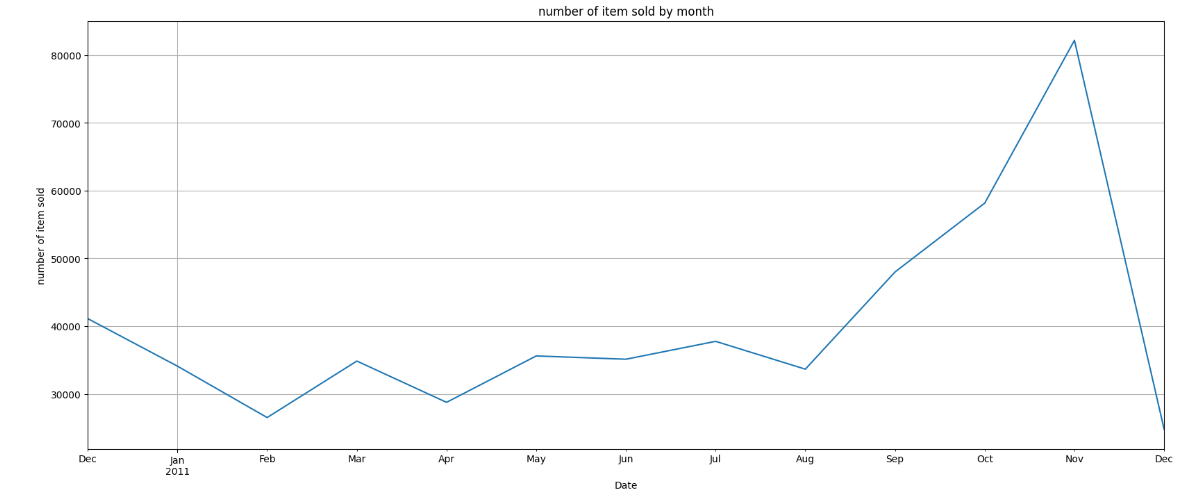 number of item sold by month
80000
70000
60000
50000
40000
30000
number of item sold
Dec Jan Feb Mar Apr May Jun Jul Aug Sep Oct Nov Dec
2011
Date